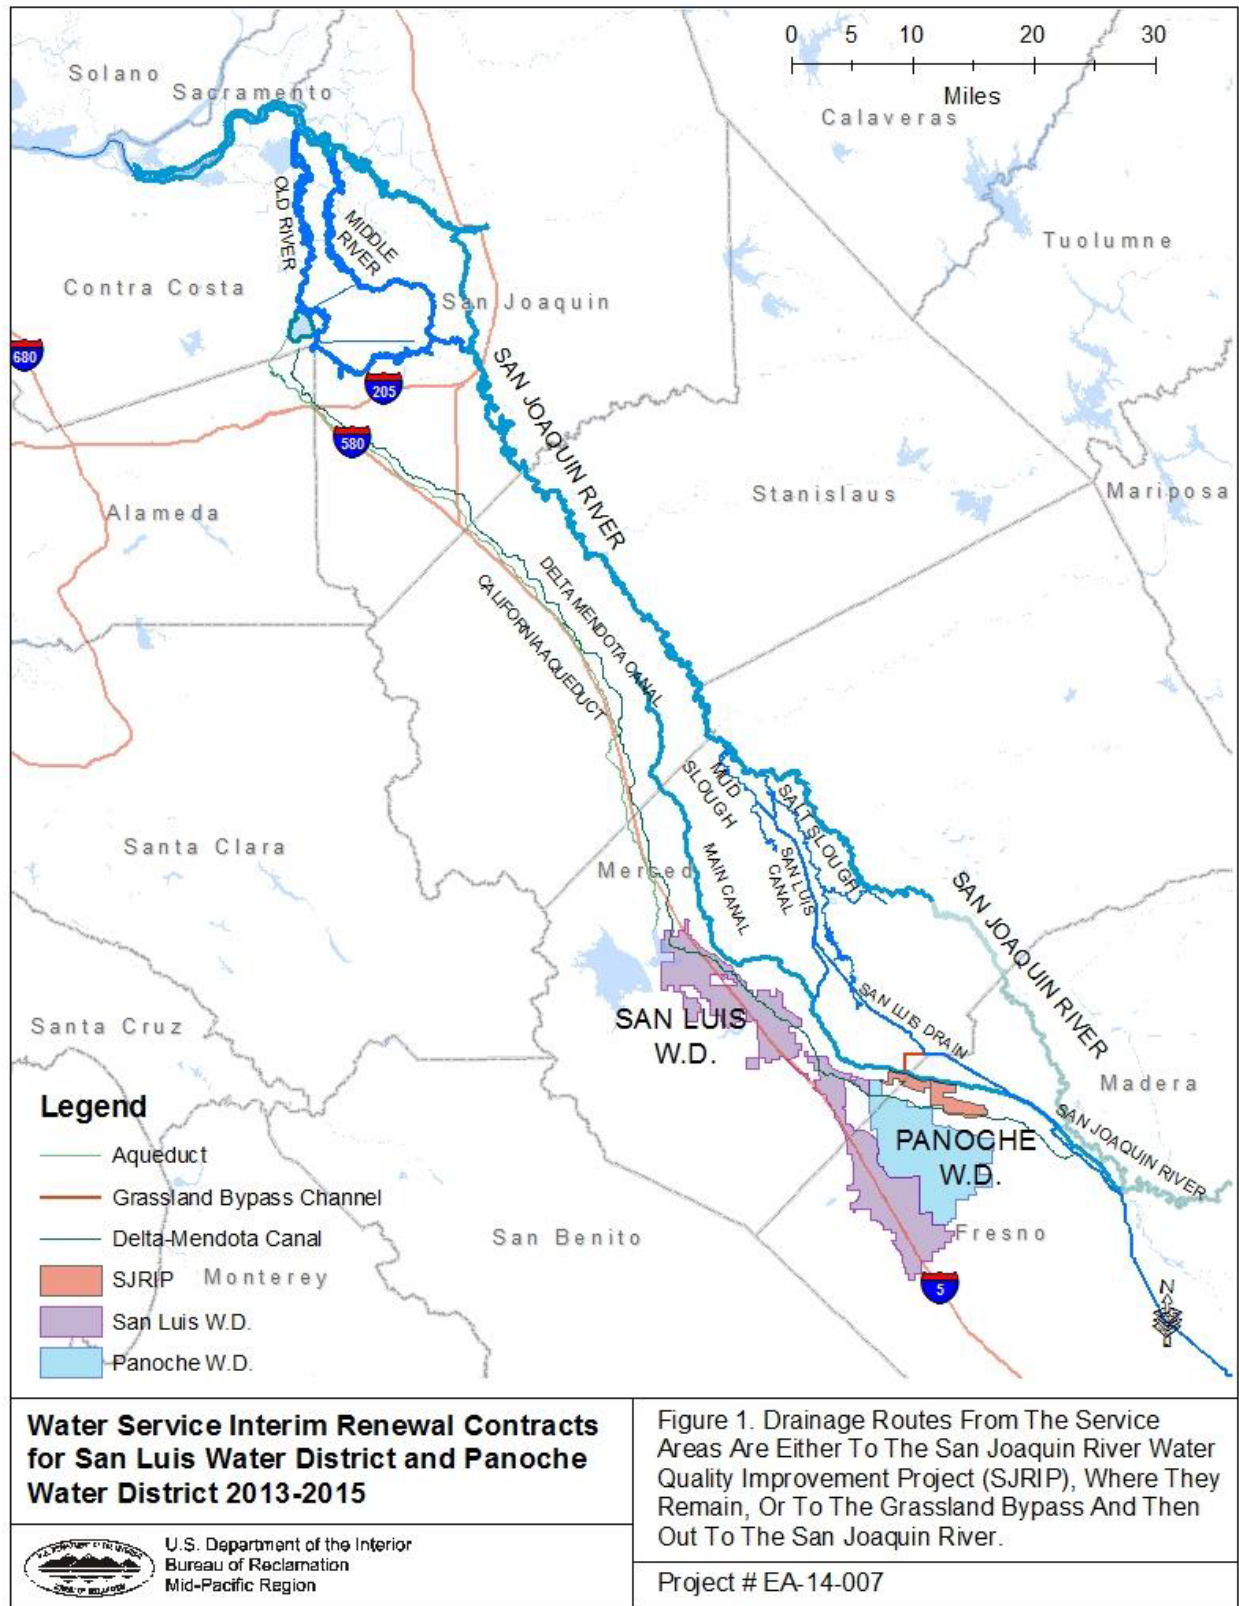 0 5 10 20 30
Miles
Solano
Sacramento
Calaveras
OLD RIVER
MIDDLE
RIVER
Tuolumne
Contra Costa
San Joaquin
680
205
580
SAN JOAQUIN RIVER
Stanislaus
Mariposa
Alameda
DELTA MENDOTA CANAL
CALIFORNIA AQUEDUCT
MUD
SLOUGH
SALT SLOUGH
Santa Clara
Merced
MAIN CANAL
SAN LUIS
CANAL
SAN JOAQUIN RIVER
SAN LUIS DRAIN
SAN LUIS
W.D.
Santa Cruz
Madera
PANOCHE
W.D.
SAN JOAQUIN RIVER
San Benito
Fresno
Monterey
5
N
Legend
Aqueduct
Grassland Bypass Channel
Delta-Mendota Canal
SJRIP
San Luis W.D.
Panoche W.D.
Water Service Interim Renewal Contracts
for San Luis Water District and Panoche
Water District 2013-2015
U.S. Department of the Interior
Bureau of Reclamation
Mid-Pacific Region
Figure 1. Drainage Routes From The Service
Areas Are Either To The San Joaquin River Water
Quality Improvement Project (SJRIP), Where They
Remain, Or To The Grassland Bypass And Then
Out To The San Joaquin River.
Project # EA-14-007